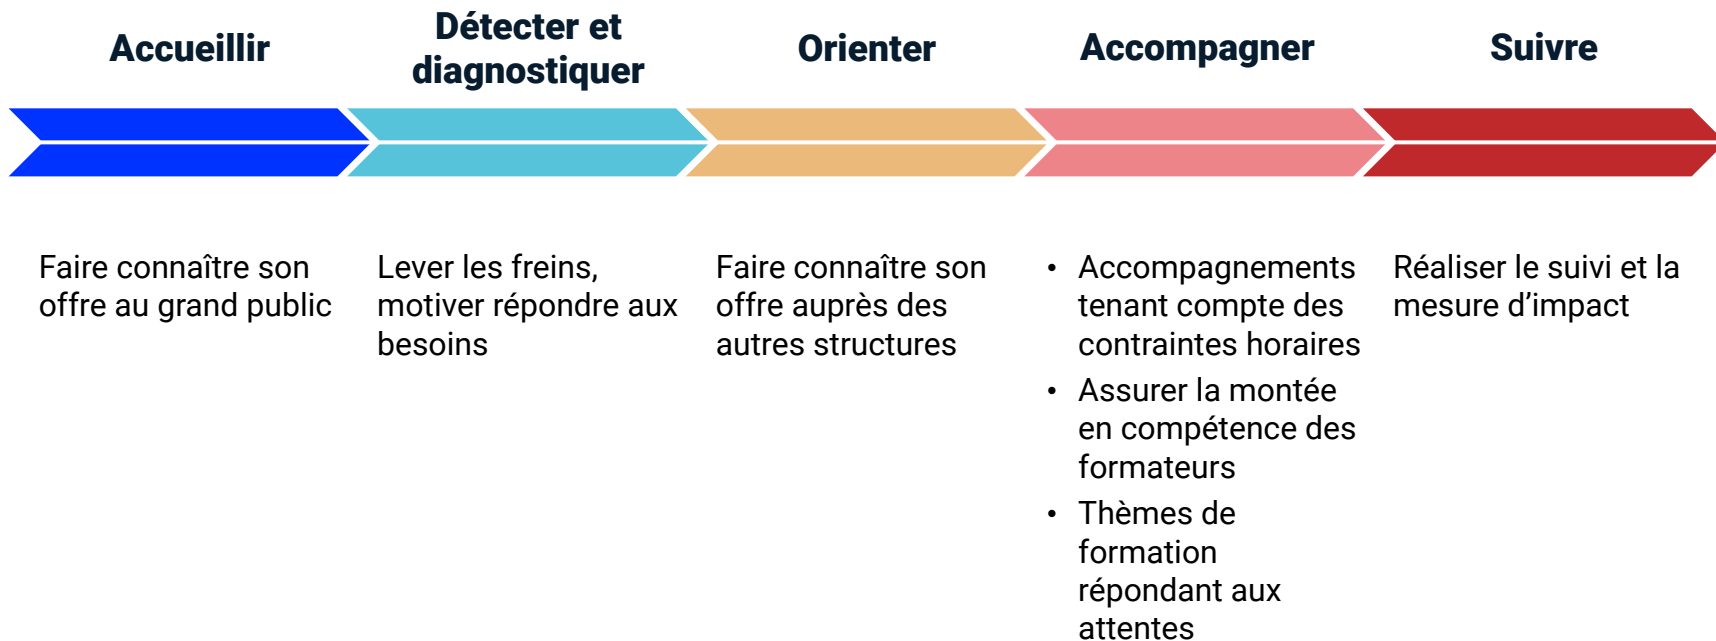 Accueillir
Détecter et
diagnostiquer
Orienter
Accompagner
Suivre
Faire connaître son
offre au grand public
Lever les freins,
motiver répondre aux
besoins
Faire connaître son
offre auprès des
autres structures
• Accompagnements
tenant compte des
contraintes horaires
• Assurer la montée
en compétence des
formateurs
• Thèmes de
formation
répondant aux
attentes
Réaliser le suivi et la
mesure d’impact